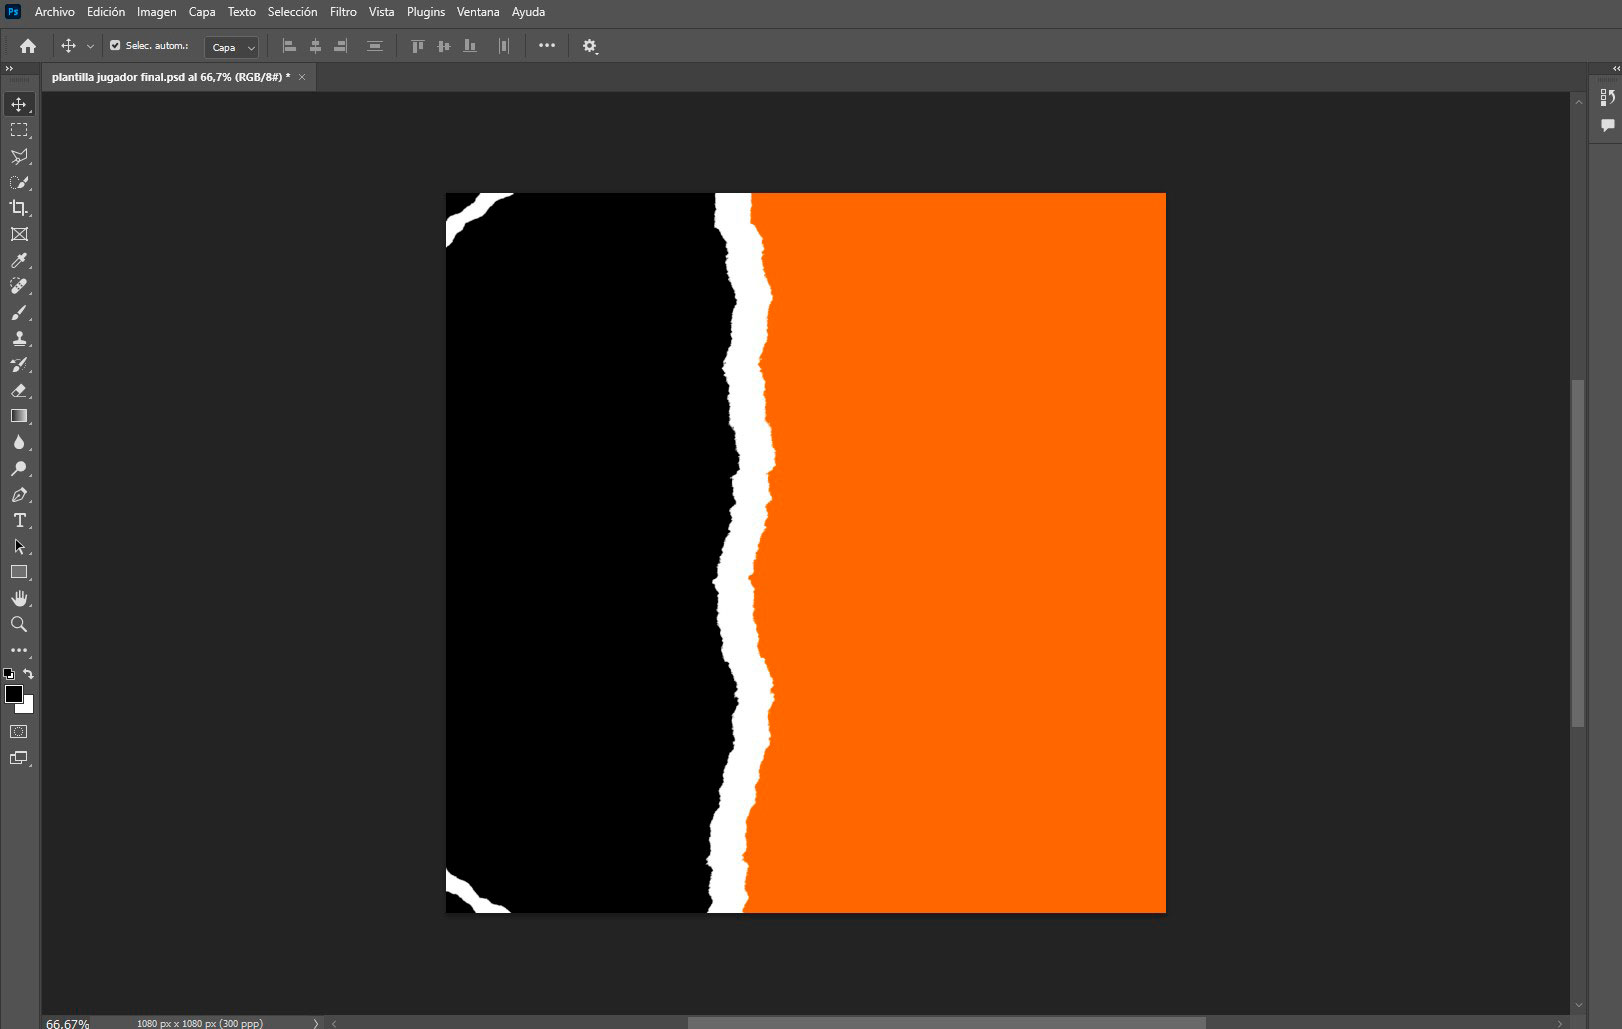 Ps Archivo Edición Imagen Capa Texto Selección Filtro Vista Plugins Ventana Ayuda
Selec. autom.: Capa
plantilla jugador final.psd al 66,7% (RGB/8#) *
T
66,67% 1080 px x 1080 px (300 ppp)